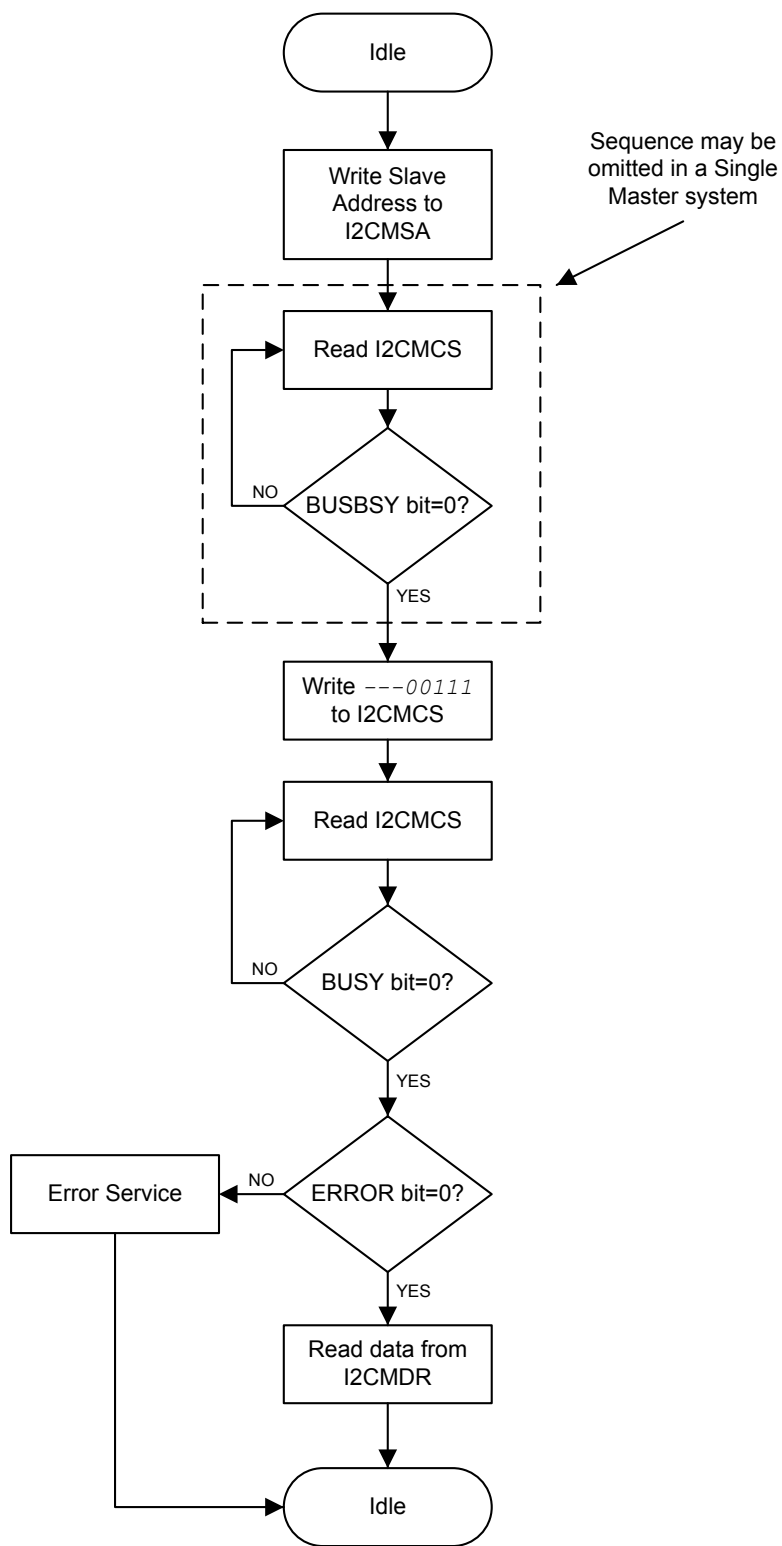 Idle
Sequence may be
omitted in a Single
Master system
Write Slave
Address to
I2CMSA
Read I2CMCS
NO
BUSBSY bit=0?
YES
Write ---00111
to I2CMCS
Read I2CMCS
NO
BUSY bit=0?
YES
Error Service
NO
ERROR bit=0?
YES
Read data from
I2CMDR
Idle